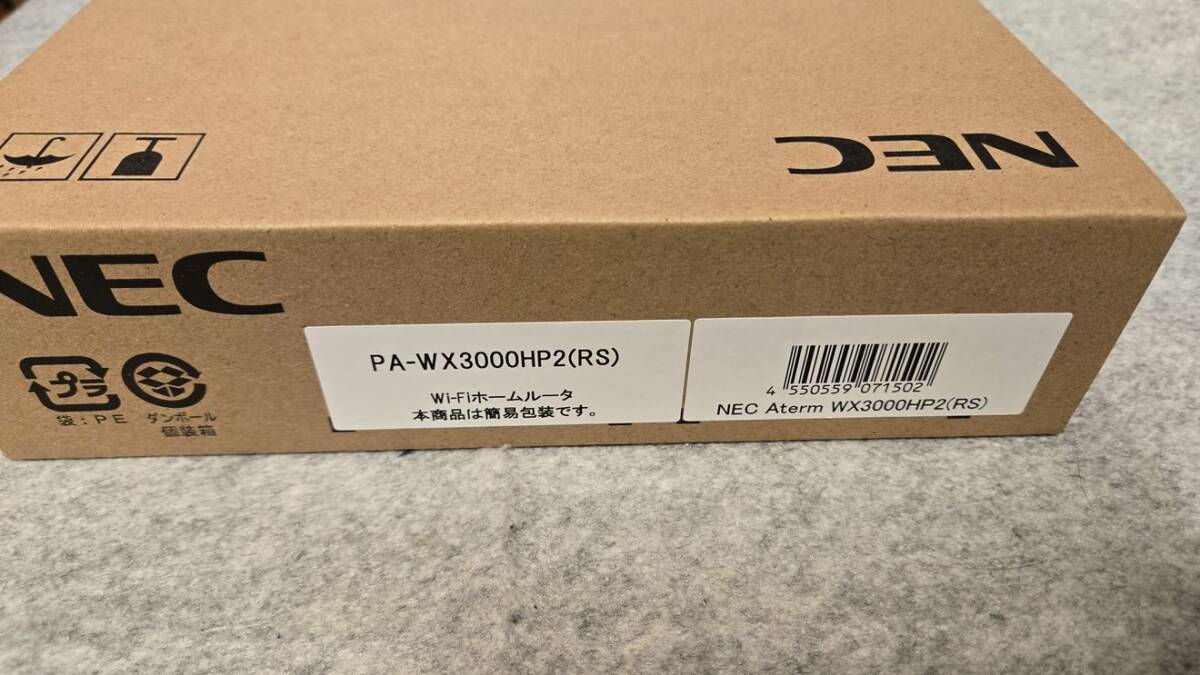 NEC
NEC
PA-WX3000HP2(RS)
Wi-Fiホームルータ
本商品は簡易包装です。
4 550559 071502
NEC Aterm WX3000HP2(RS)
プラ
袋：PE
ダンボール
個装箱